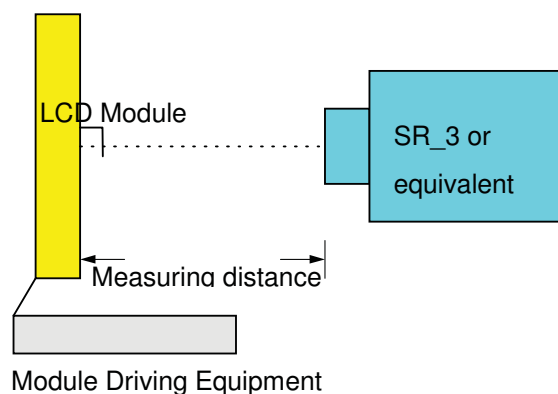 LCD Module
SR_3 or
equivalent
Measuring distance
Module Driving Equipment